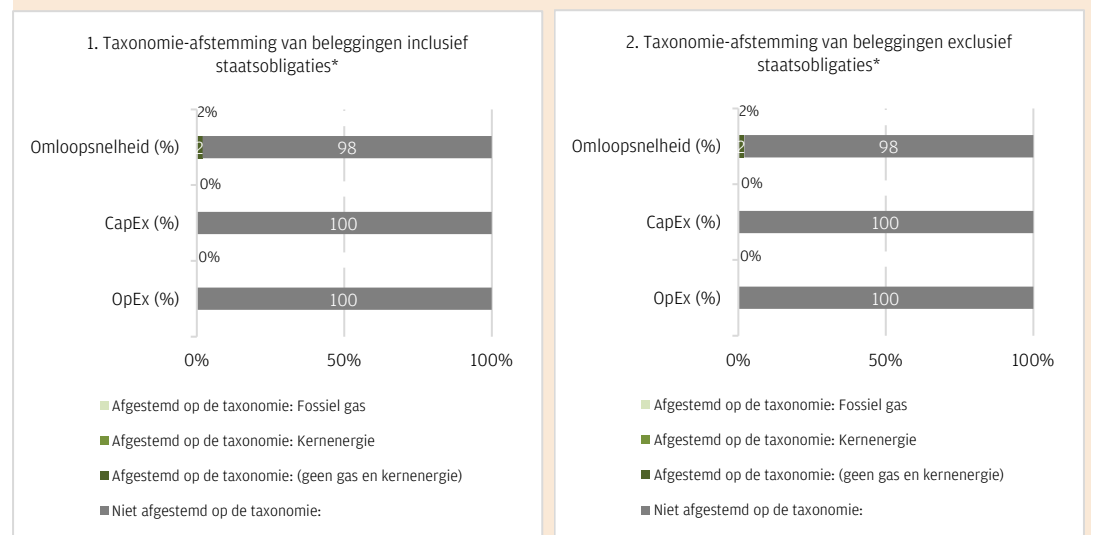 1. Taxonomie-afstemming van beleggingen inclusief
staatsobligaties*
2%
Omloopsnelheid (%)
2
98
0%
CapEx (%)
100
0%
OpEx (%)
100
0%
50%
100%
Afgestemd op de taxonomie: Fossiel gas
Afgestemd op de taxonomie: Kernenergie
Afgestemd op de taxonomie: (geen gas en kernenergie)
Niet afgestemd op de taxonomie:
2. Taxonomie-afstemming van beleggingen exclusief
staatsobligaties*
2%
Omloopsnelheid (%)
2
98
0%
CapEx (%)
100
0%
OpEx (%)
100
0%
50%
100%
Afgestemd op de taxonomie: Fossiel gas
Afgestemd op de taxonomie: Kernenergie
Afgestemd op de taxonomie: (geen gas en kernenergie)
Niet afgestemd op de taxonomie: